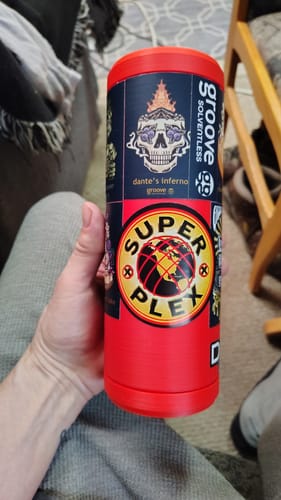 dante's inferno
groove
groove
SOLVENTLESS
SUPER
PLEX
D